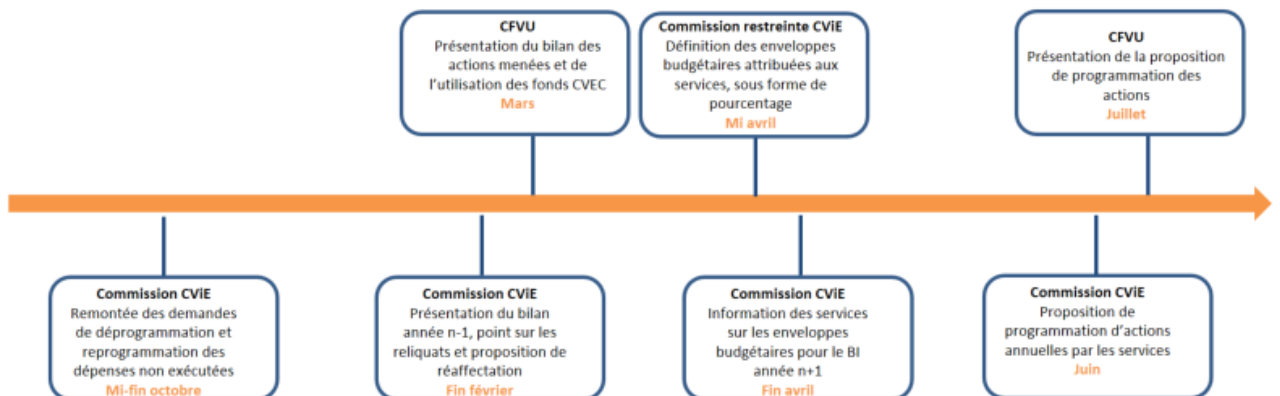 CFVU
Présentation du bilan des
actions menées et de
l'utilisation des fonds CVEC
Mars
Commission restreinte CViE
Définition des enveloppes
budgétaires attribuées aux
services, sous forme de
pourcentage
Mi avril
CFVU
Présentation de la proposition
de programmation des
actions
Juillet
Commission CViE
Remontée des demandes
de déprogrammation et
reprogrammation des
dépenses non exécutées
Mi-fin octobre
Commission CViE
Présentation du bilan
année n-1, point sur les
reliquats et proposition de
réaffectation
Fin février
Commission CViE
Information des services
sur les enveloppes
budgétaires pour le BI
année n+1
Fin avril
Commission CViE
Proposition de
programmation d'actions
annuelles par les services
Juin